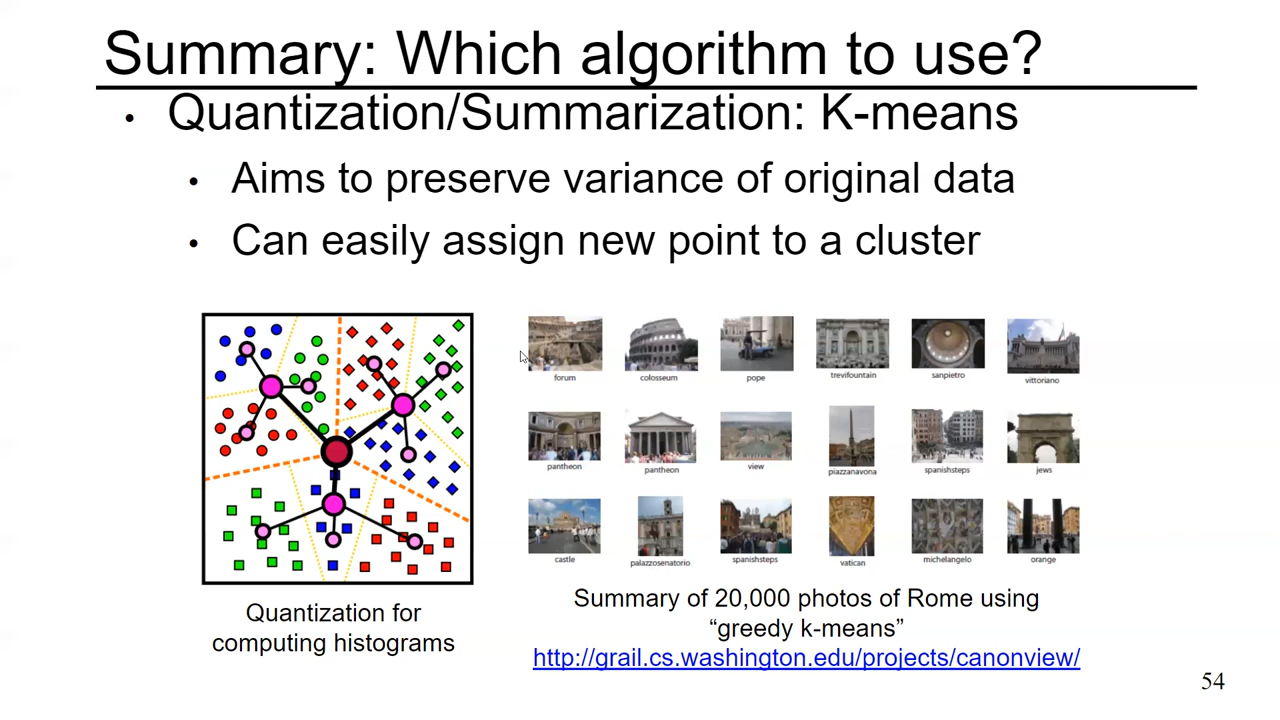 Summary: Which algorithm to use?
• Quantization/Summarization: K-means
• Aims to preserve variance of original data
• Can easily assign new point to a cluster
forum colosseum pope trevifountain sanpietro vittoriano
pantheon pantheon view piazzanavona spanishsteps jews
castle palazzosenatorio spanishsteps vatican michelangelo orange
Quantization for
computing histograms
Summary of 20,000 photos of Rome using
“greedy k-means”
http://grail.cs.washington.edu/projects/canonview/
54